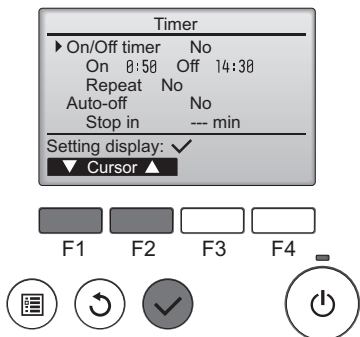 Timer
On/Off timer No
On 0:50 Off 14:30
Repeat No
Auto-off No
Stop in --- min
Setting display: ✓
▼ Cursor ▲
F1 F2 F3 F4